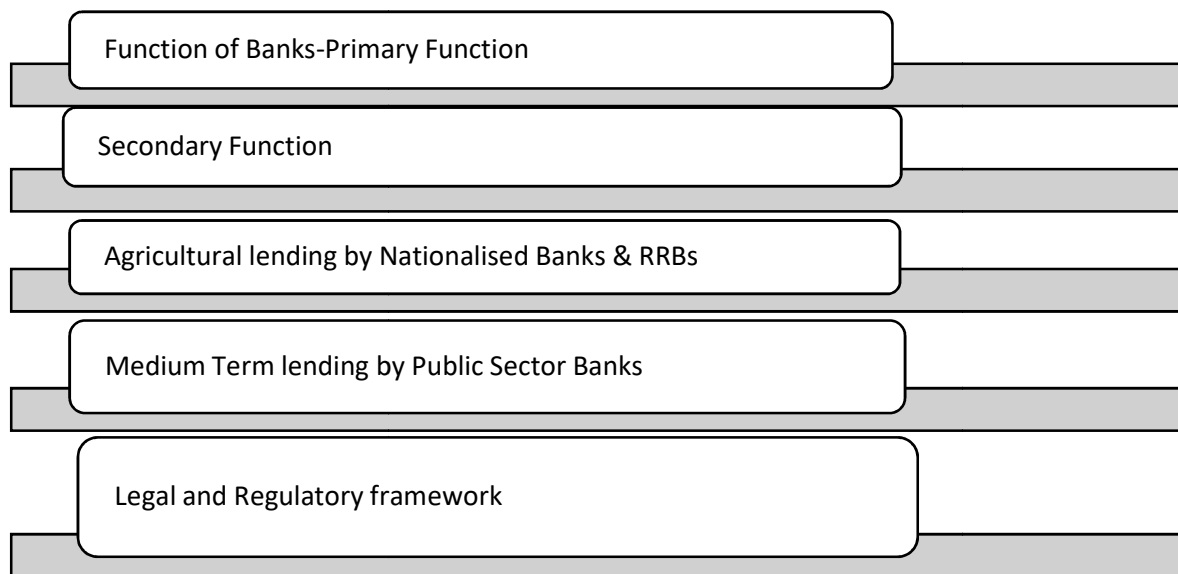 Function of Banks-Primary Function
Secondary Function
Agricultural lending by Nationalised Banks & RRBs
Medium Term lending by Public Sector Banks
Legal and Regulatory framework